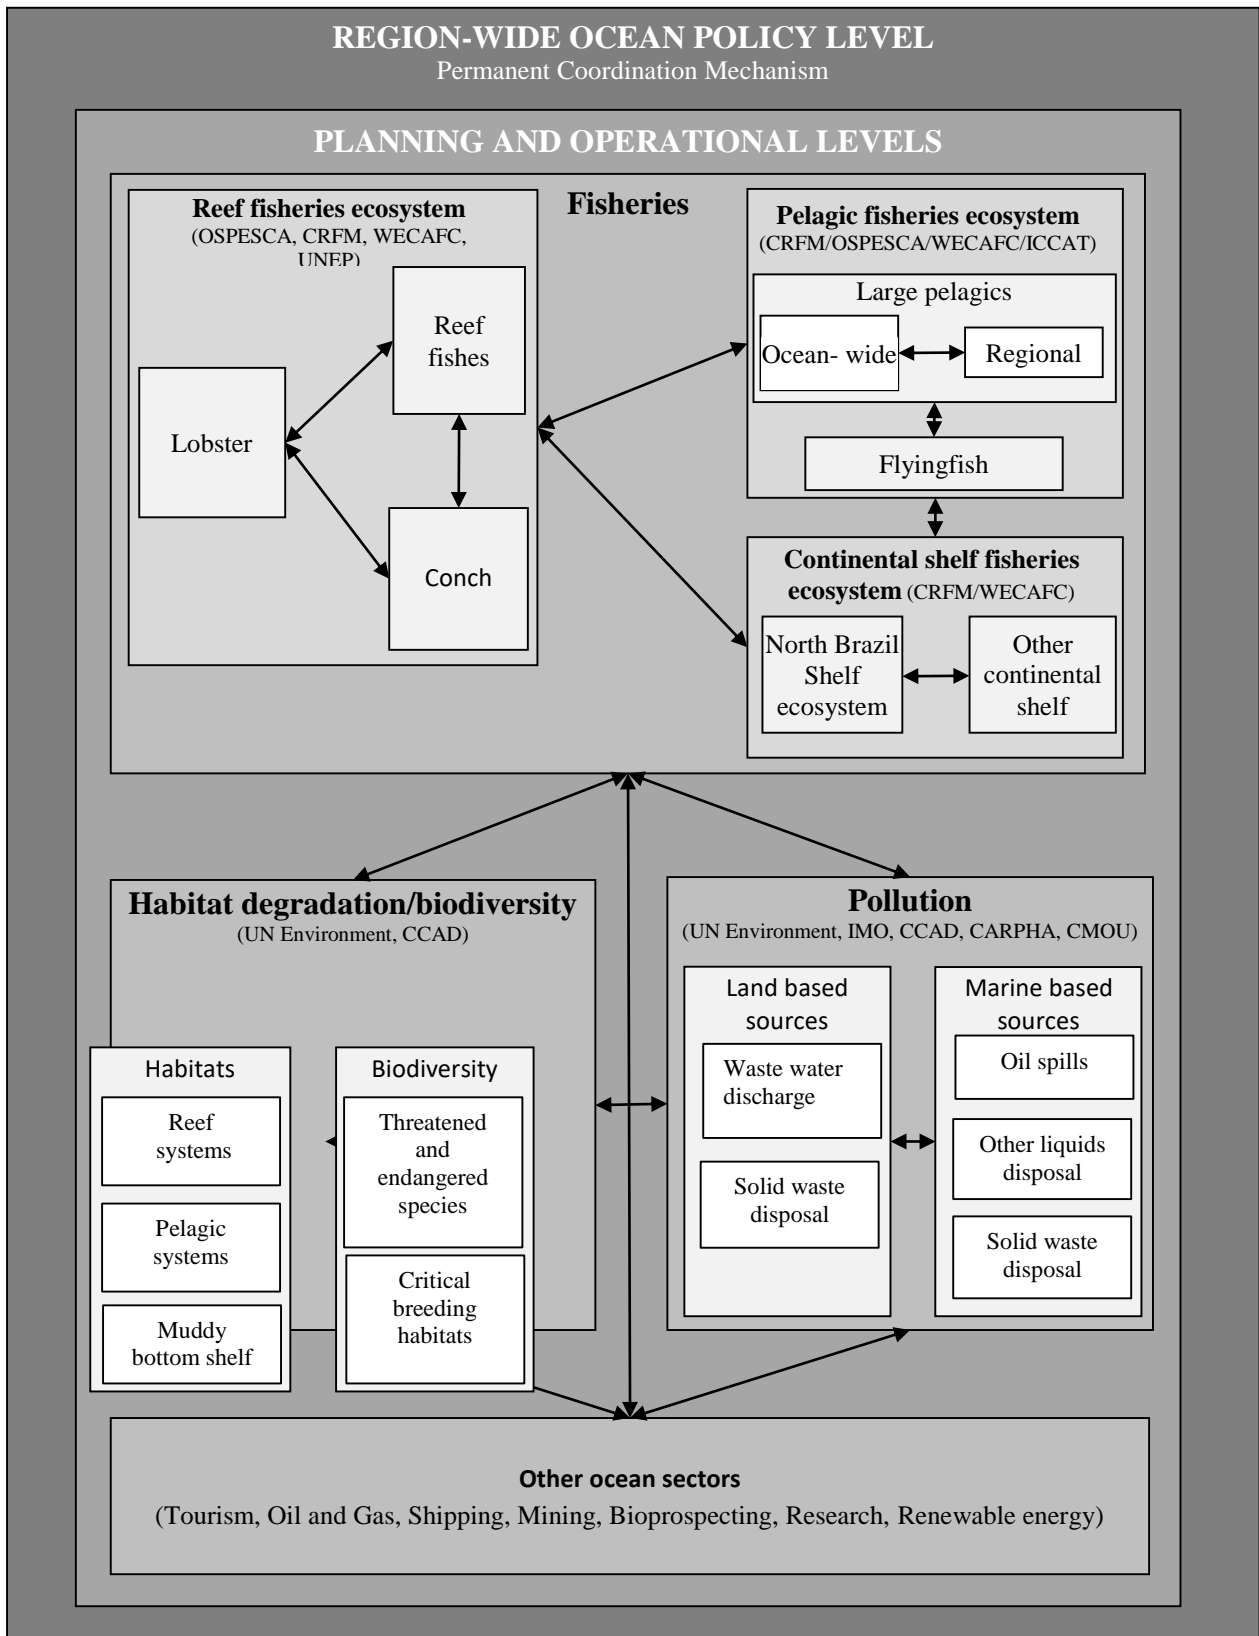 REGION-WIDE OCEAN POLICY LEVEL
Permanent Coordination Mechanism
PLANNING AND OPERATIONAL LEVELS
Fisheries
Reef fisheries ecosystem
(OSPESCA, CRFM, WECAFC,
UNEP)
Reef
fishes
Lobster
Conch
Pelagic fisheries ecosystem
(CRFM/OSPESCA/WECAFC/ICCAT)
Large pelagics
Ocean- wide
Regional
Flyingfish
Continental shelf fisheries
ecosystem (CRFM/WECAFC)
North Brazil
Shelf
ecosystem
Other
continental
shelf
Habitat degradation/biodiversity
(UN Environment, CCAD)
Habitats
Reef
systems
Pelagic
systems
Muddy
bottom shelf
Biodiversity
Threatened
and
endangered
species
Critical
breeding
habitats
Pollution
(UN Environment, IMO, CCAD, CARPHA, CMOU)
Land based
sources
Waste water
discharge
Solid waste
disposal
Marine based
sources
Oil spills
Other liquids
disposal
Solid waste
disposal
Other ocean sectors
(Tourism, Oil and Gas, Shipping, Mining, Bioprospecting, Research, Renewable energy)